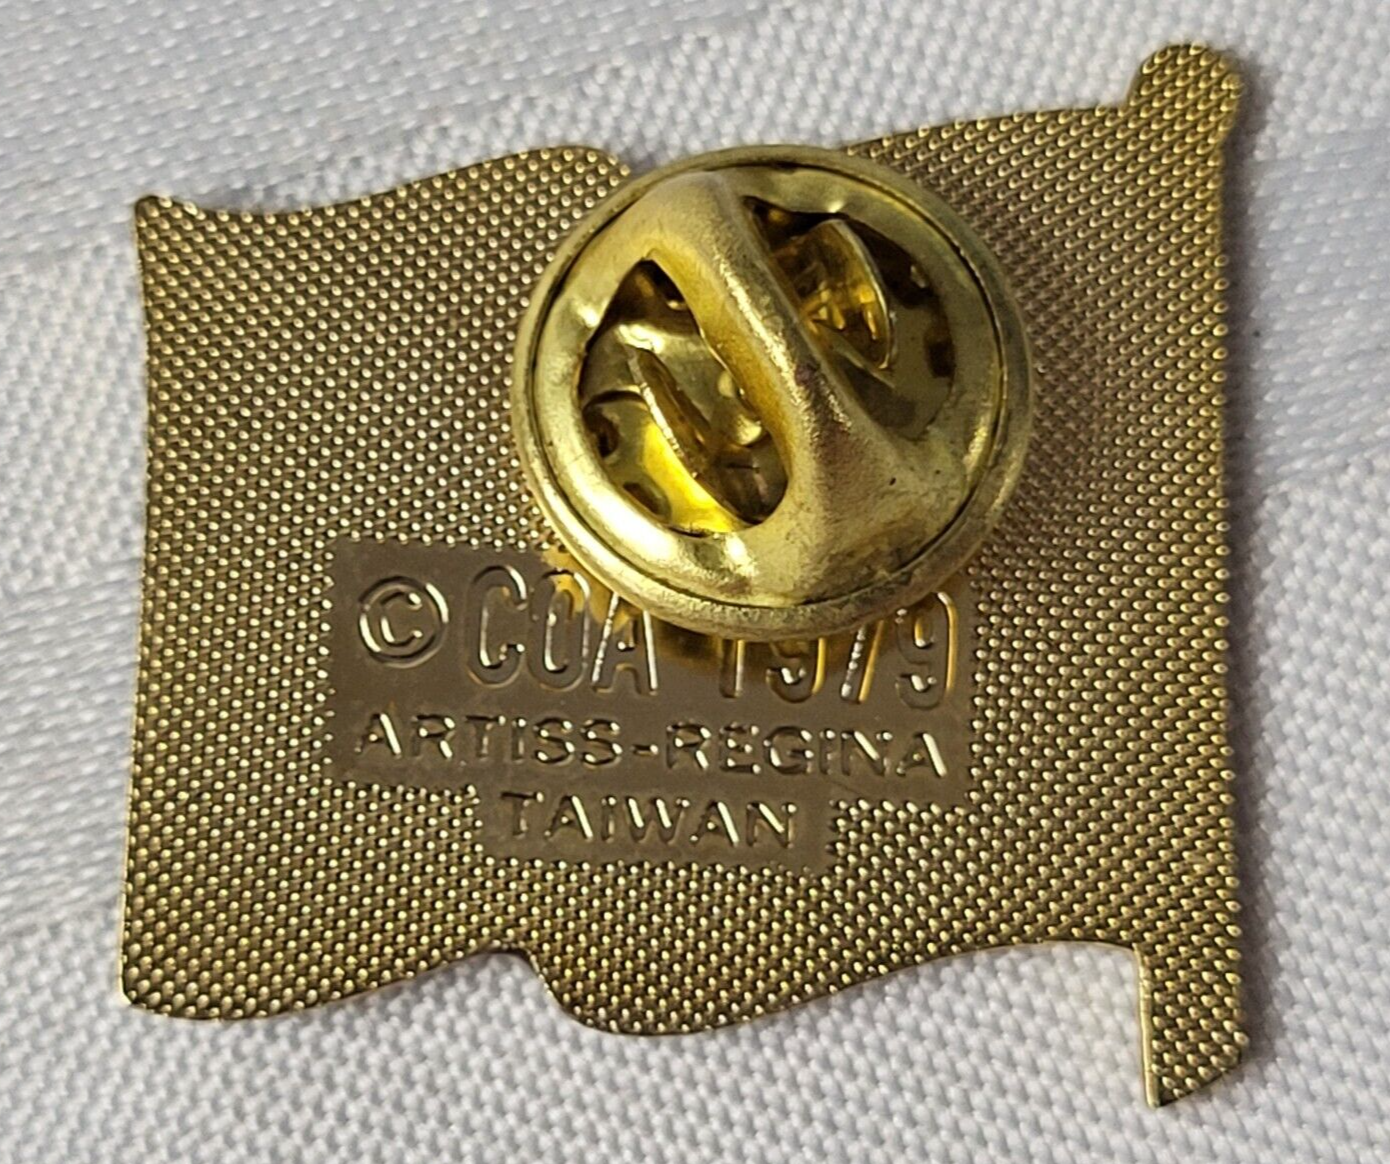 © COA 1979
ARTISS-REGINA
TAIWAN